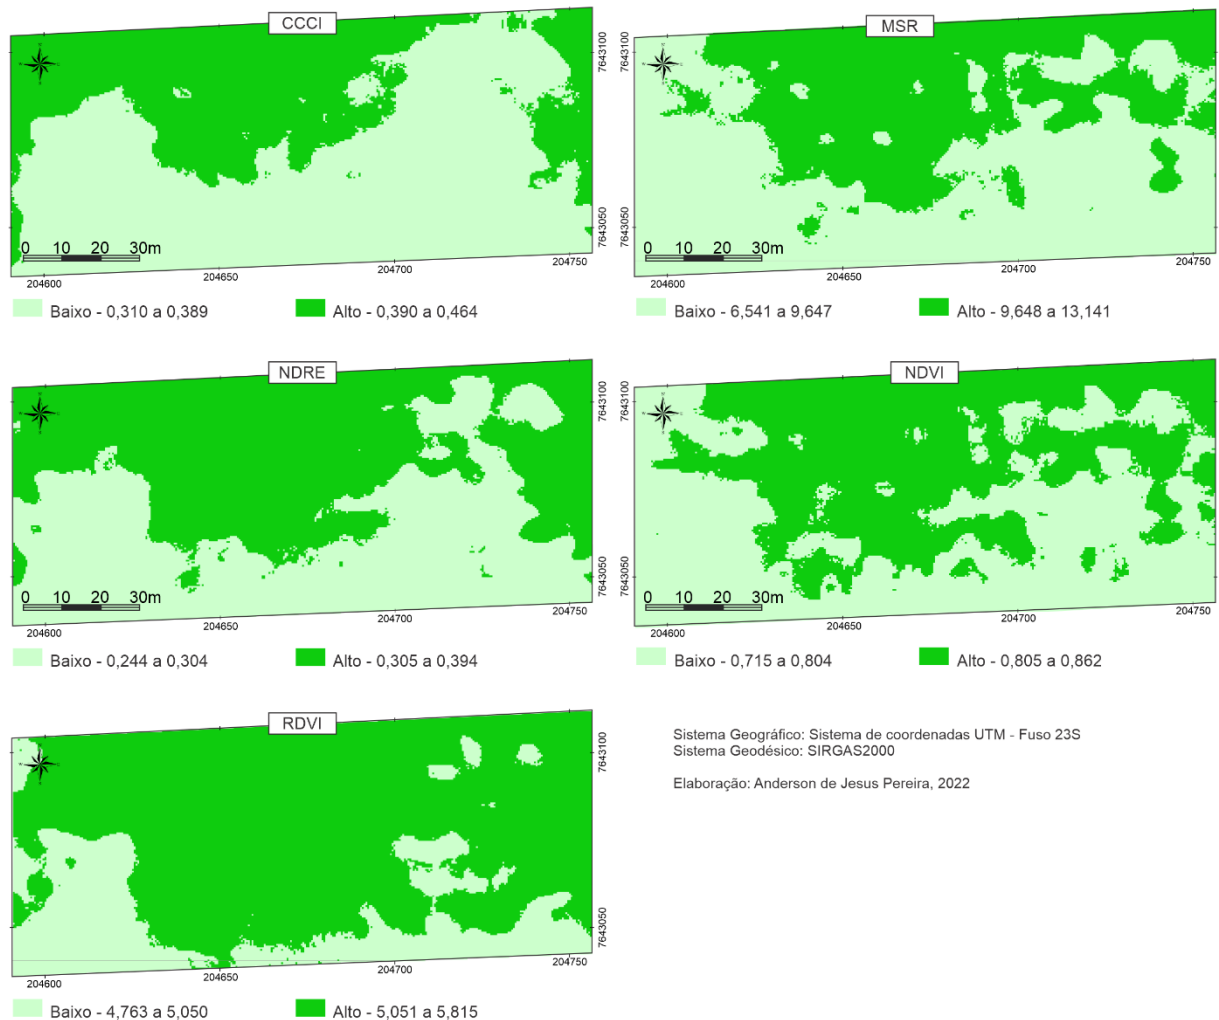 CCCI
7643100
7643050
0 10 20 30m
204600 204650 204700 204750
Baixo - 0,310 a 0,389 Alto - 0,390 a 0,464
MSR
7643100
7643050
0 10 20 30m
204600 204650 204700 204750
Baixo - 6,541 a 9,647 Alto - 9,648 a 13,141
NDRE
7643100
7643050
0 10 20 30m
204600 204650 204700 204750
Baixo - 0,244 a 0,304 Alto - 0,305 a 0,394
NDVI
7643100
7643050
0 10 20 30m
204600 204650 204700 204750
Baixo - 0,715 a 0,804 Alto - 0,805 a 0,862
RDVI
7643100
7643050
204600 204650 204700 204750
Baixo - 4,763 a 5,050 Alto - 5,051 a 5,815
Sistema Geográfico: Sistema de coordenadas UTM - Fuso 23S
Sistema Geodésico: SIRGAS2000
Elaboração: Anderson de Jesus Pereira, 2022